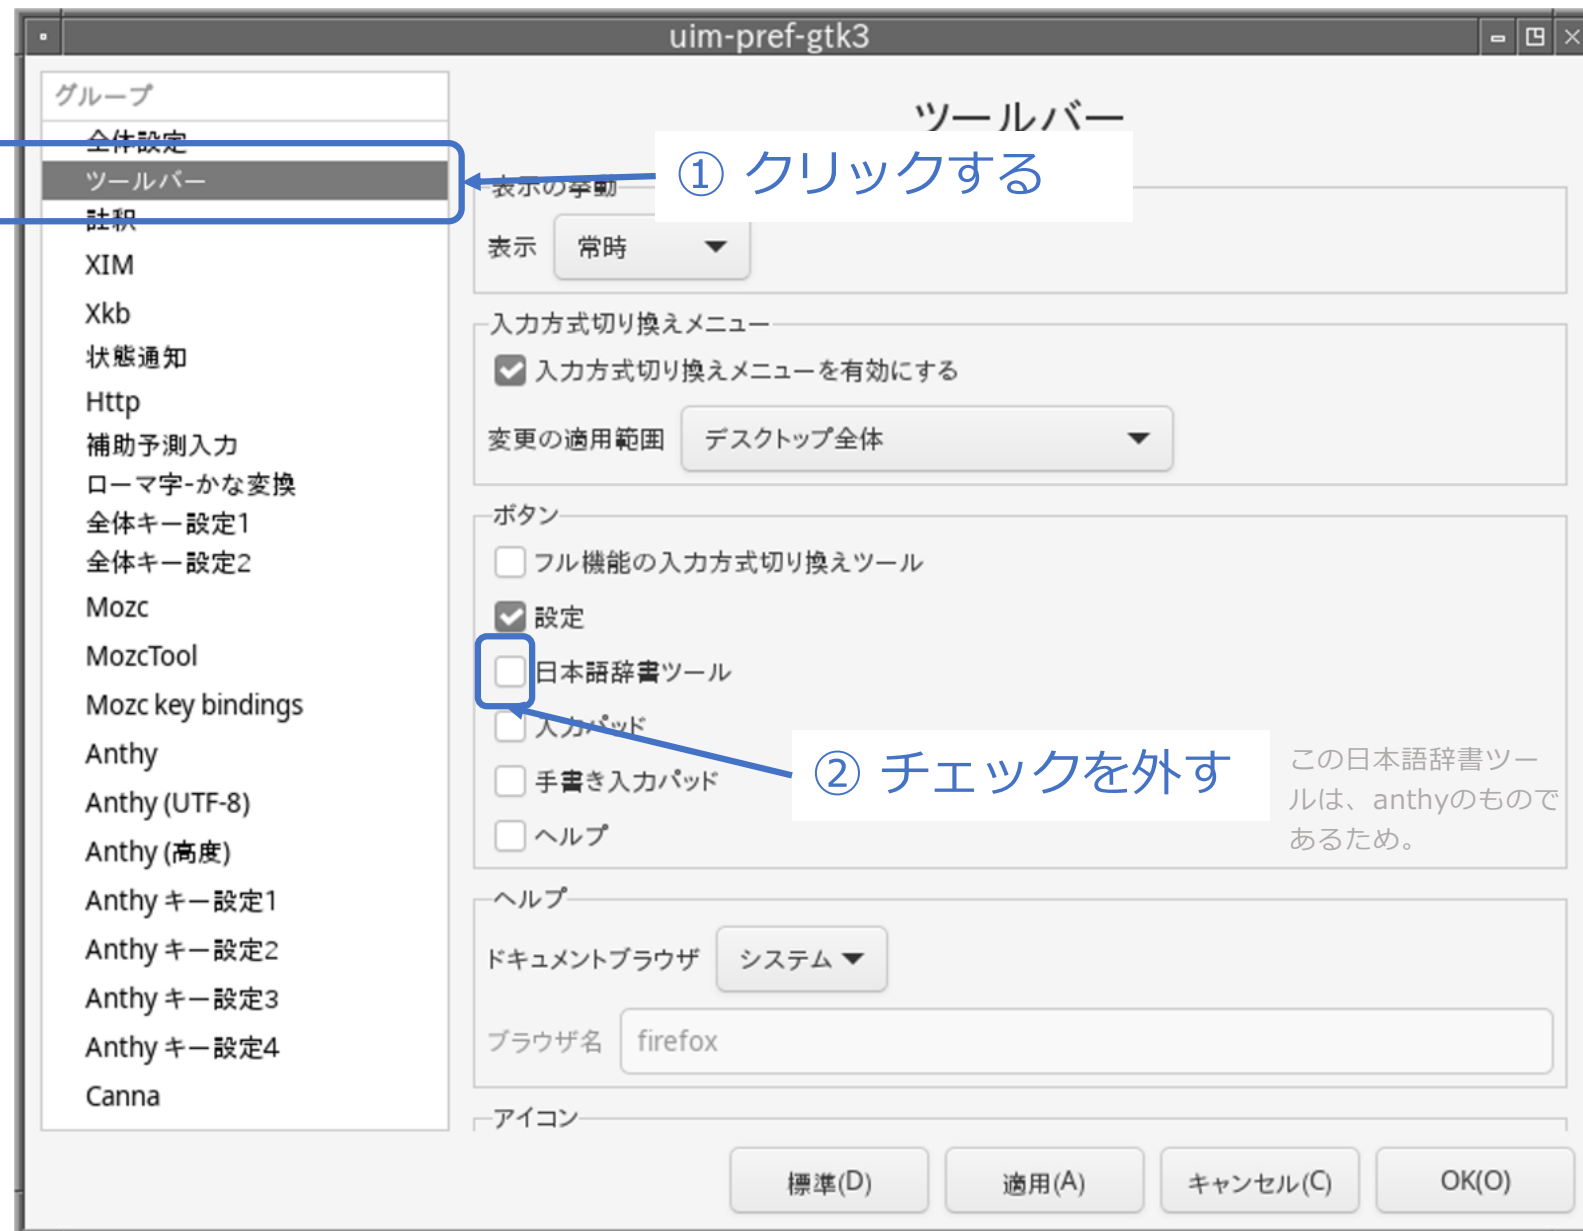 uim-pref-gtk3
グループ
全体設定
ツールバー
註釈
XIM
Xkb
状態通知
Http
補助予測入力
ローマ字-かな変換
全体キー設定1
全体キー設定2
Mozc
MozcTool
Mozc key bindings
Anthy
Anthy (UTF-8)
Anthy (高度)
Anthy キー設定1
Anthy キー設定2
Anthy キー設定3
Anthy キー設定4
Canna
ツールバー
① クリックする
表示の挙動
表示 常時
入力方式切り換えメニュー
入力方式切り換えメニューを有効にする
変更の適用範囲 デスクトップ全体
ボタン
フル機能の入力方式切り換えツール
設定
日本語辞書ツール
入力パッド
手書き入力パッド
ヘルプ
② チェックを外す
この日本語辞書ツー
ルは、anthyのもので
あるため。
ヘルプ
ドキュメントブラウザ システム
ブラウザ名 firefox
アイコン
標準(D) 適用(A) キャンセル(C) OK(O)